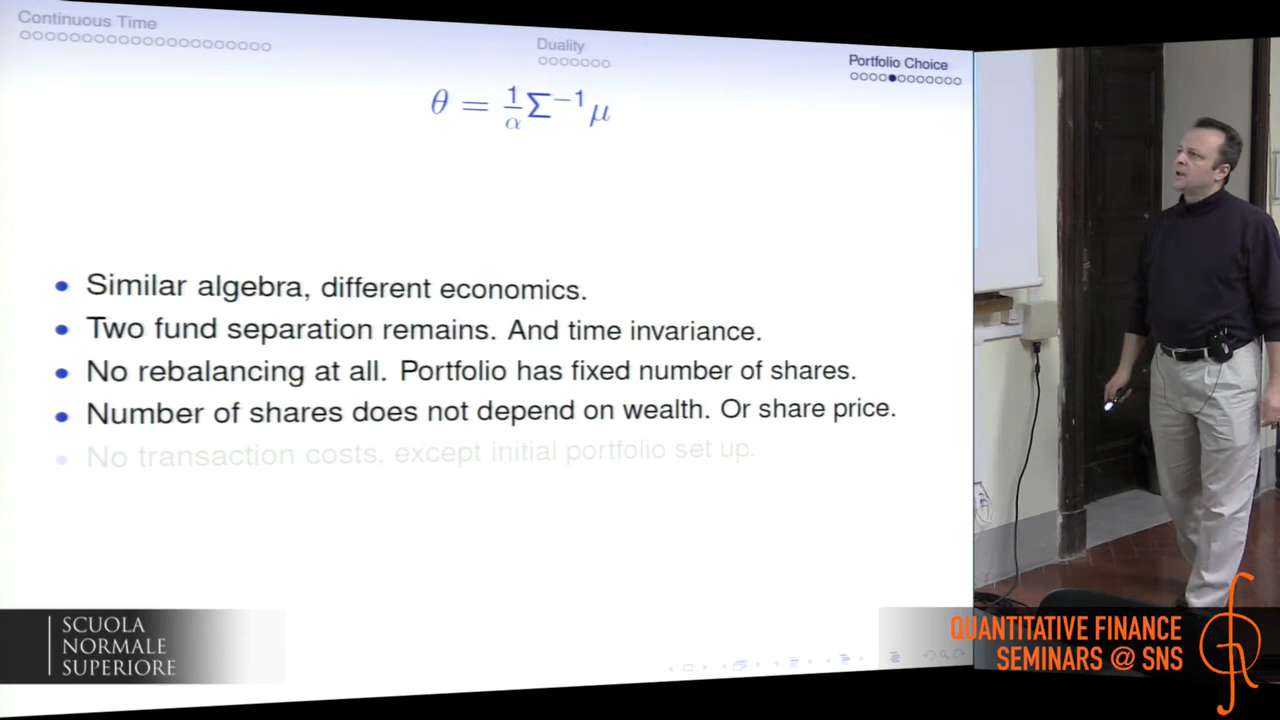 Continuous Time
Duality
Portfolio Choice
θ = 1/α Σ⁻¹ μ
• Similar algebra, different economics.
• Two fund separation remains. And time invariance.
• No rebalancing at all. Portfolio has fixed number of shares.
• Number of shares does not depend on wealth. Or share price.
• No transaction costs, except initial portfolio set up.
SCUOLA
NORMALE
SUPERIORE
QUANTITATIVE FINANCE
SEMINARS @ SNS